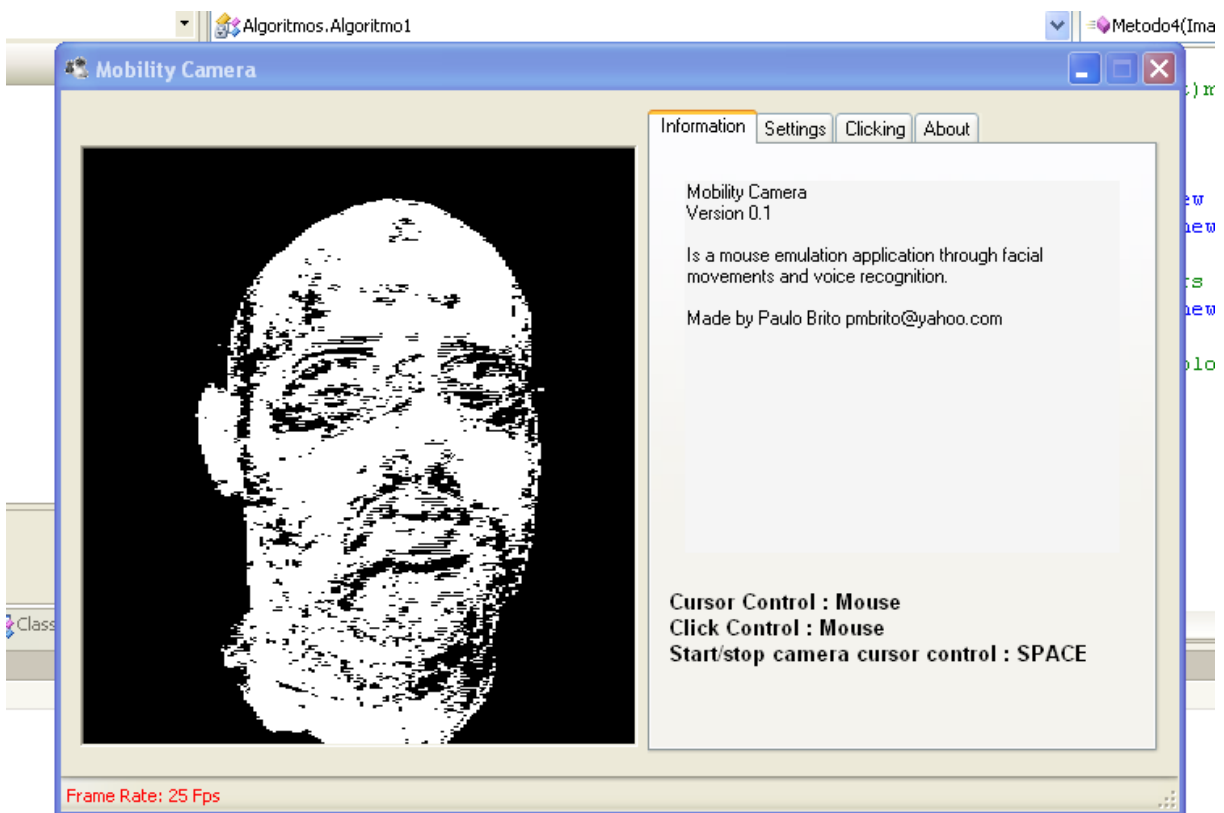 Algoritmos.Algoritmo1
Metodo4(Ima
Mobility Camera
Information Settings Clicking About
Mobility Camera
Version 0.1
Is a mouse emulation application through facial
movements and voice recognition.
Made by Paulo Brito pmbrito@yahoo.com
Cursor Control : Mouse
Click Control : Mouse
Start/stop camera cursor control : SPACE
Class
Frame Rate: 25 Fps